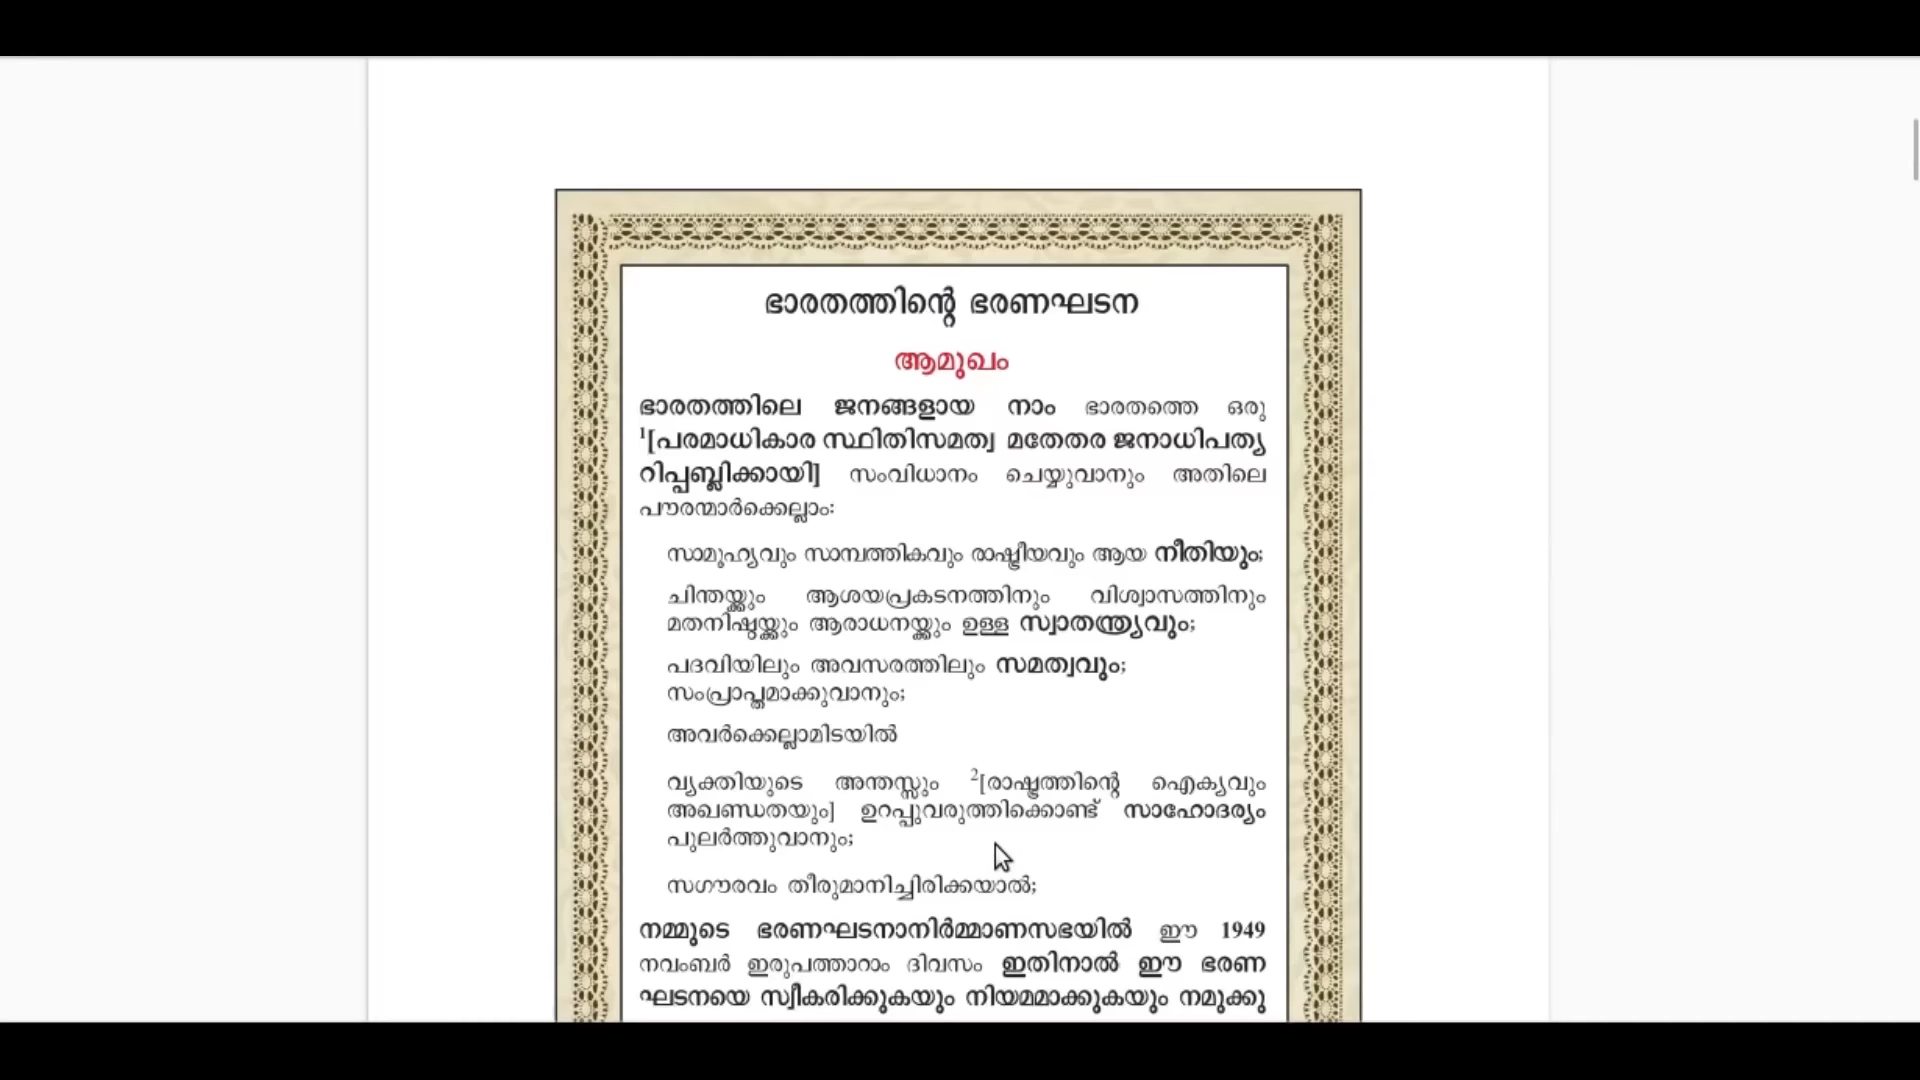 ഭാരതത്തിന്റെ ഭരണഘടന
ആമുഖം
ഭാരതത്തിലെ ജനങ്ങളായ നാം ഭാരതത്തെ ഒരു
¹[പരമാധികാര സ്ഥിതിസമത്വ മതേതര ജനാധിപത്യ
റിപ്പബ്ലിക്കായി] സംവിധാനം ചെയ്യുവാനും അതിലെ
പൗരന്മാർക്കെല്ലാം:
സാമൂഹ്യവും സാമ്പത്തികവും രാഷ്ട്രീയവും ആയ നീതിയും;
ചിന്തയ്ക്കും ആശയപ്രകടനത്തിനും വിശ്വാസത്തിനും
മതനിഷ്ഠയ്ക്കും ആരാധനയ്ക്കും ഉള്ള സ്വാതന്ത്ര്യവും;
പദവിയിലും അവസരത്തിലും സമത്വവും;
സംപ്രാപ്തമാക്കുവാനും;
അവർക്കെല്ലാമിടയിൽ
വ്യക്തിയുടെ അന്തസ്സും ²[രാഷ്ട്രത്തിന്റെ ഐക്യവും
അഖണ്ഡതയും] ഉറപ്പുവരുത്തിക്കൊണ്ട് സാഹോദര്യം
പുലർത്തുവാനും;
സഗൗരവം തീരുമാനിച്ചിരിക്കയാൽ;
നമ്മുടെ ഭരണഘടനാനിർമ്മാണസഭയിൽ ഈ 1949
നവംബർ ഇരുപത്താറാം ദിവസം ഇതിനാൽ ഈ ഭരണ
ഘടനയെ സ്വീകരിക്കുകയും നിയമമാക്കുകയും നമുക്കു